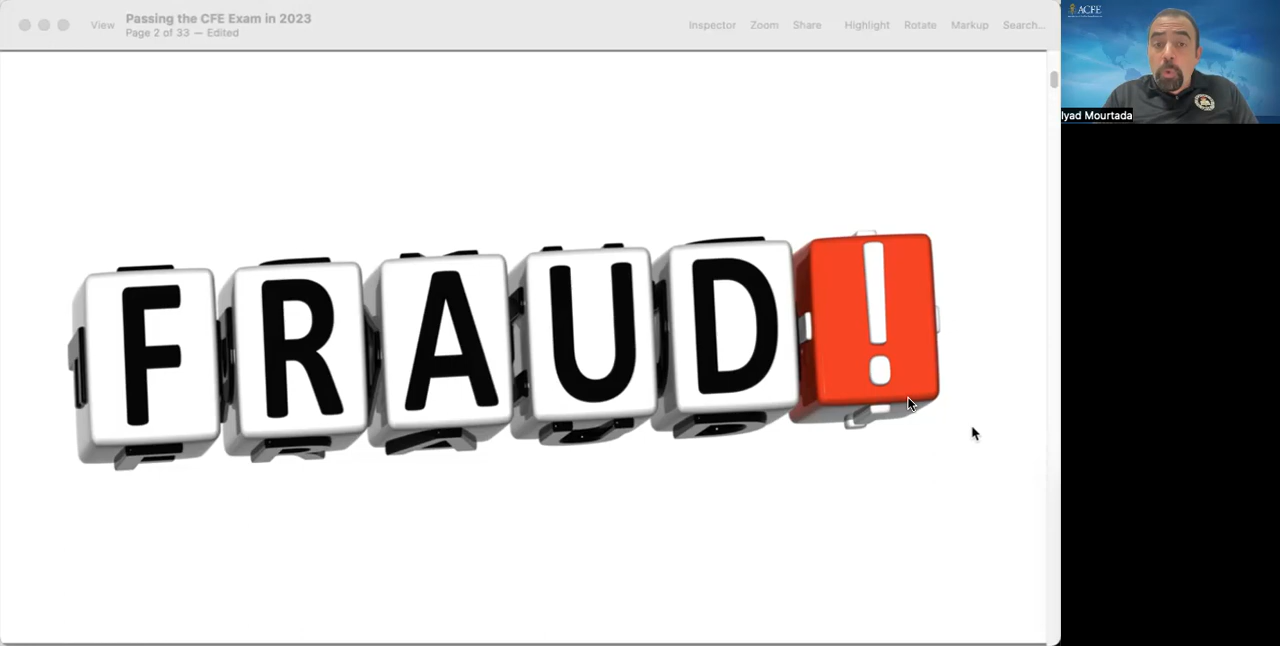 View
Passing the CFE Exam in 2023
Page 2 of 33 — Edited
Inspector
Zoom
Share
Highlight
Rotate
Markup
Search...
ACFE
Iyad Mourtada
FRAUD!